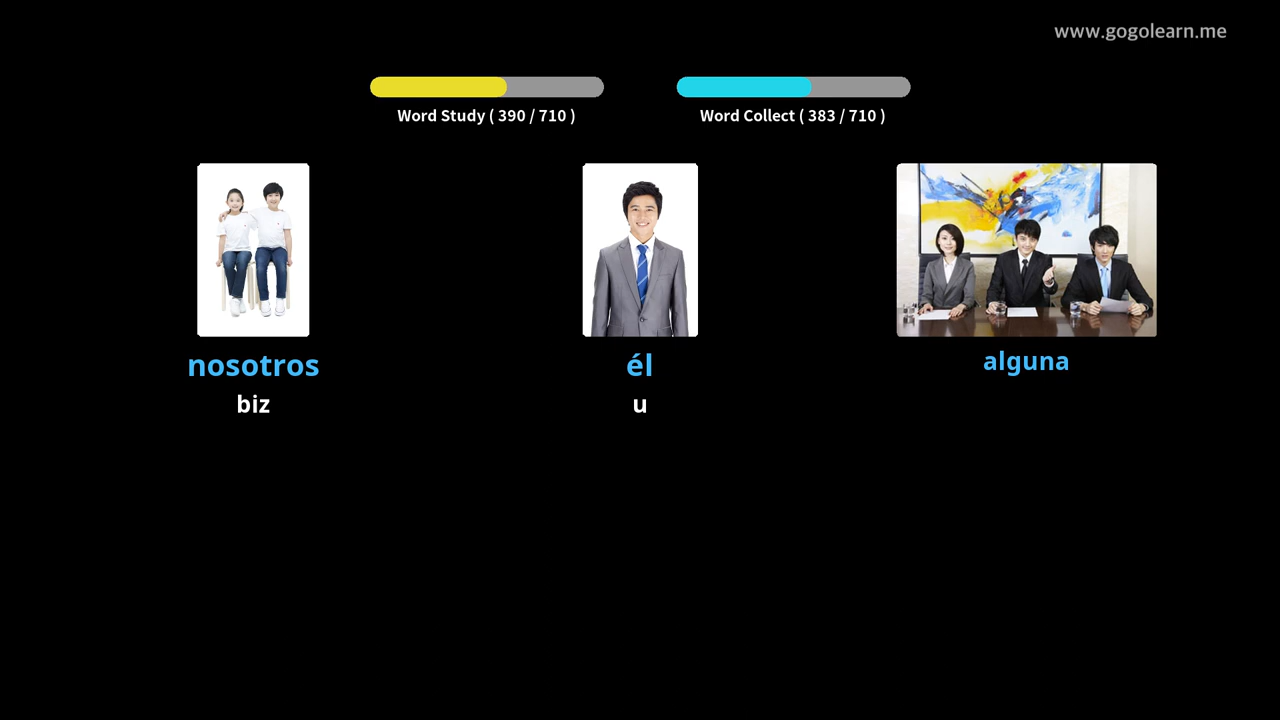 www.gogolearn.me
Word Study ( 390 / 710 )
Word Collect ( 383 / 710 )
nosotros
biz
él
u
alguna